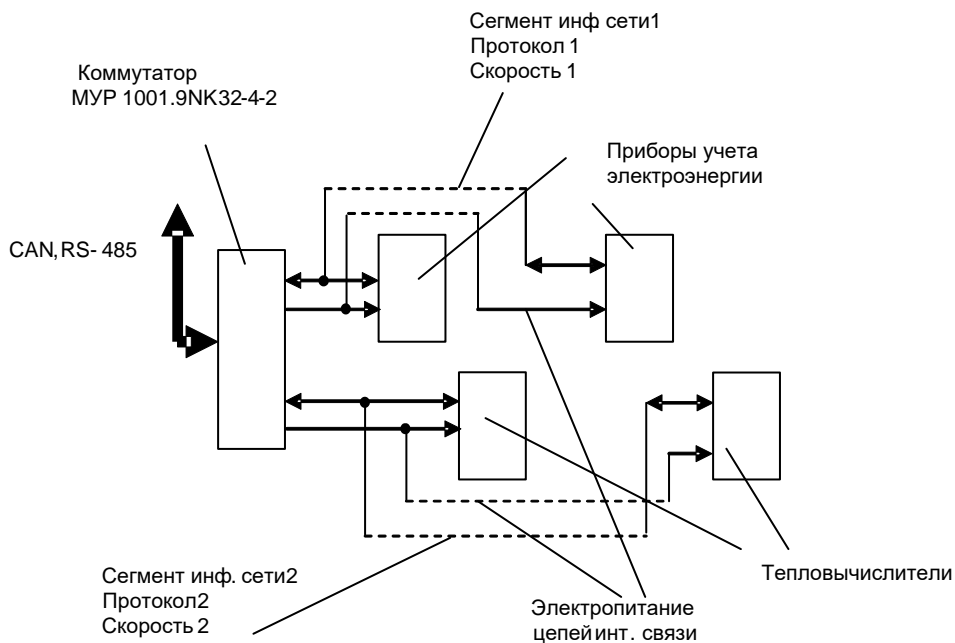 Сегмент инф. сети1
Протокол 1
Скорость 1
Коммутатор
МУР 1001.9NK32-4-2
Приборы учета
электроэнергии
CAN, RS- 485
Сегмент инф. сети2
Протокол2
Скорость 2
Тепловычислители
Электропитание
цепей инт. связи